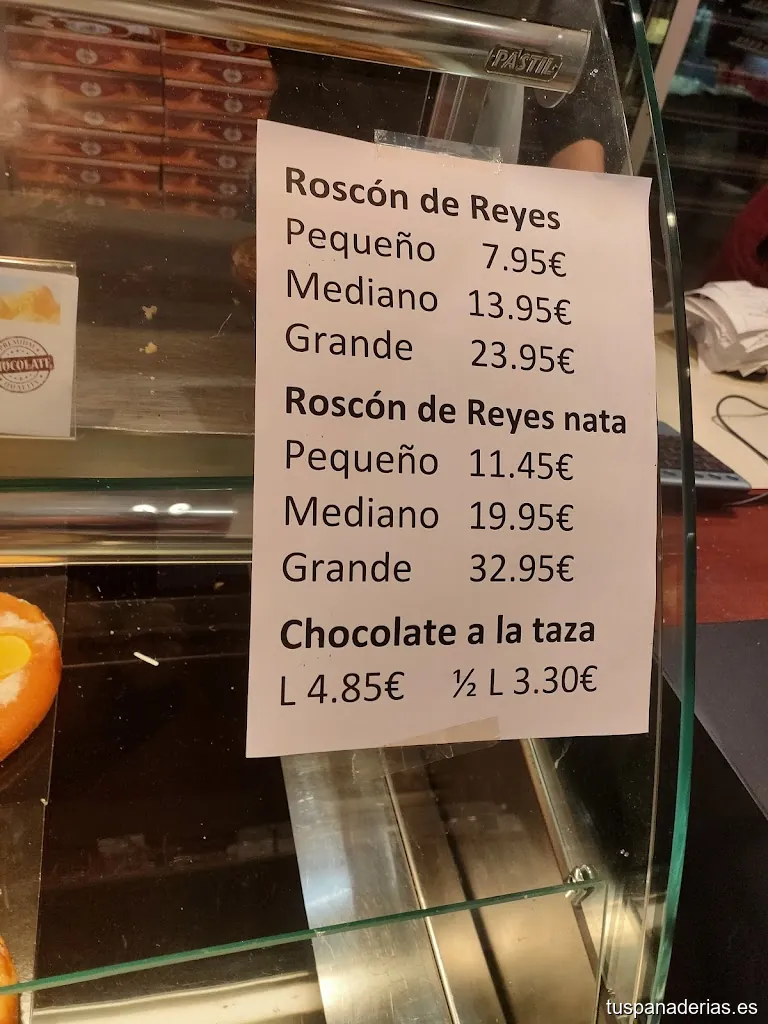 PASTIL
Roscón de Reyes
Pequeño 7.95€
Mediano 13.95€
Grande 23.95€
Roscón de Reyes nata
Pequeño 11.45€
Mediano 19.95€
Grande 32.95€
Chocolate a la taza
L 4.85€ ½ L 3.30€
tuspanaderias.es